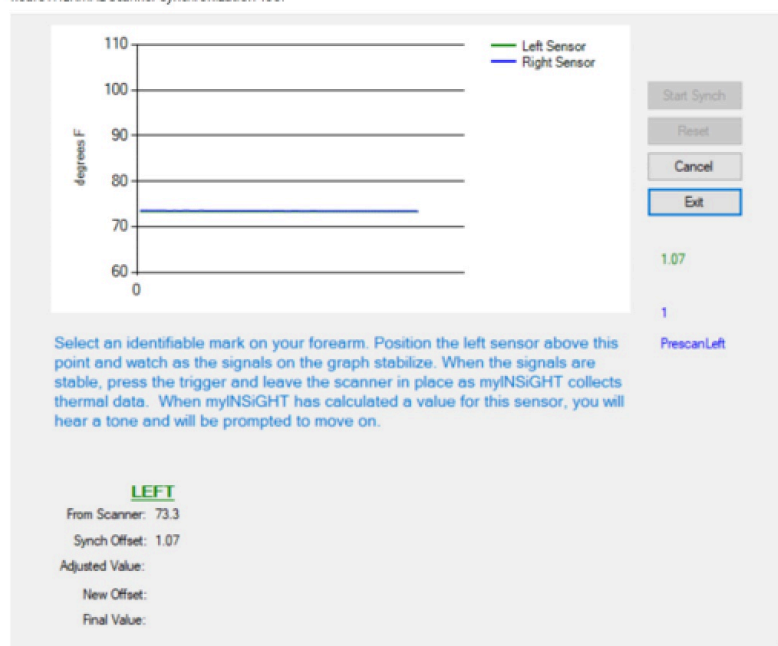 Scanner Synchronization Tool
110
100
90
80
70
60
0
degrees F
Left Sensor
Right Sensor
Start Synch
Reset
Cancel
Exit
1.07
1
PrescanLeft
Select an identifiable mark on your forearm. Position the left sensor above this
point and watch as the signals on the graph stabilize. When the signals are
stable, press the trigger and leave the scanner in place as myINSiGHT collects
thermal data.  When myINSiGHT has calculated a value for this sensor, you will
hear a tone and will be prompted to move on.
LEFT
From Scanner: 73.3
Synch Offset: 1.07
Adjusted Value:
New Offset:
Final Value: